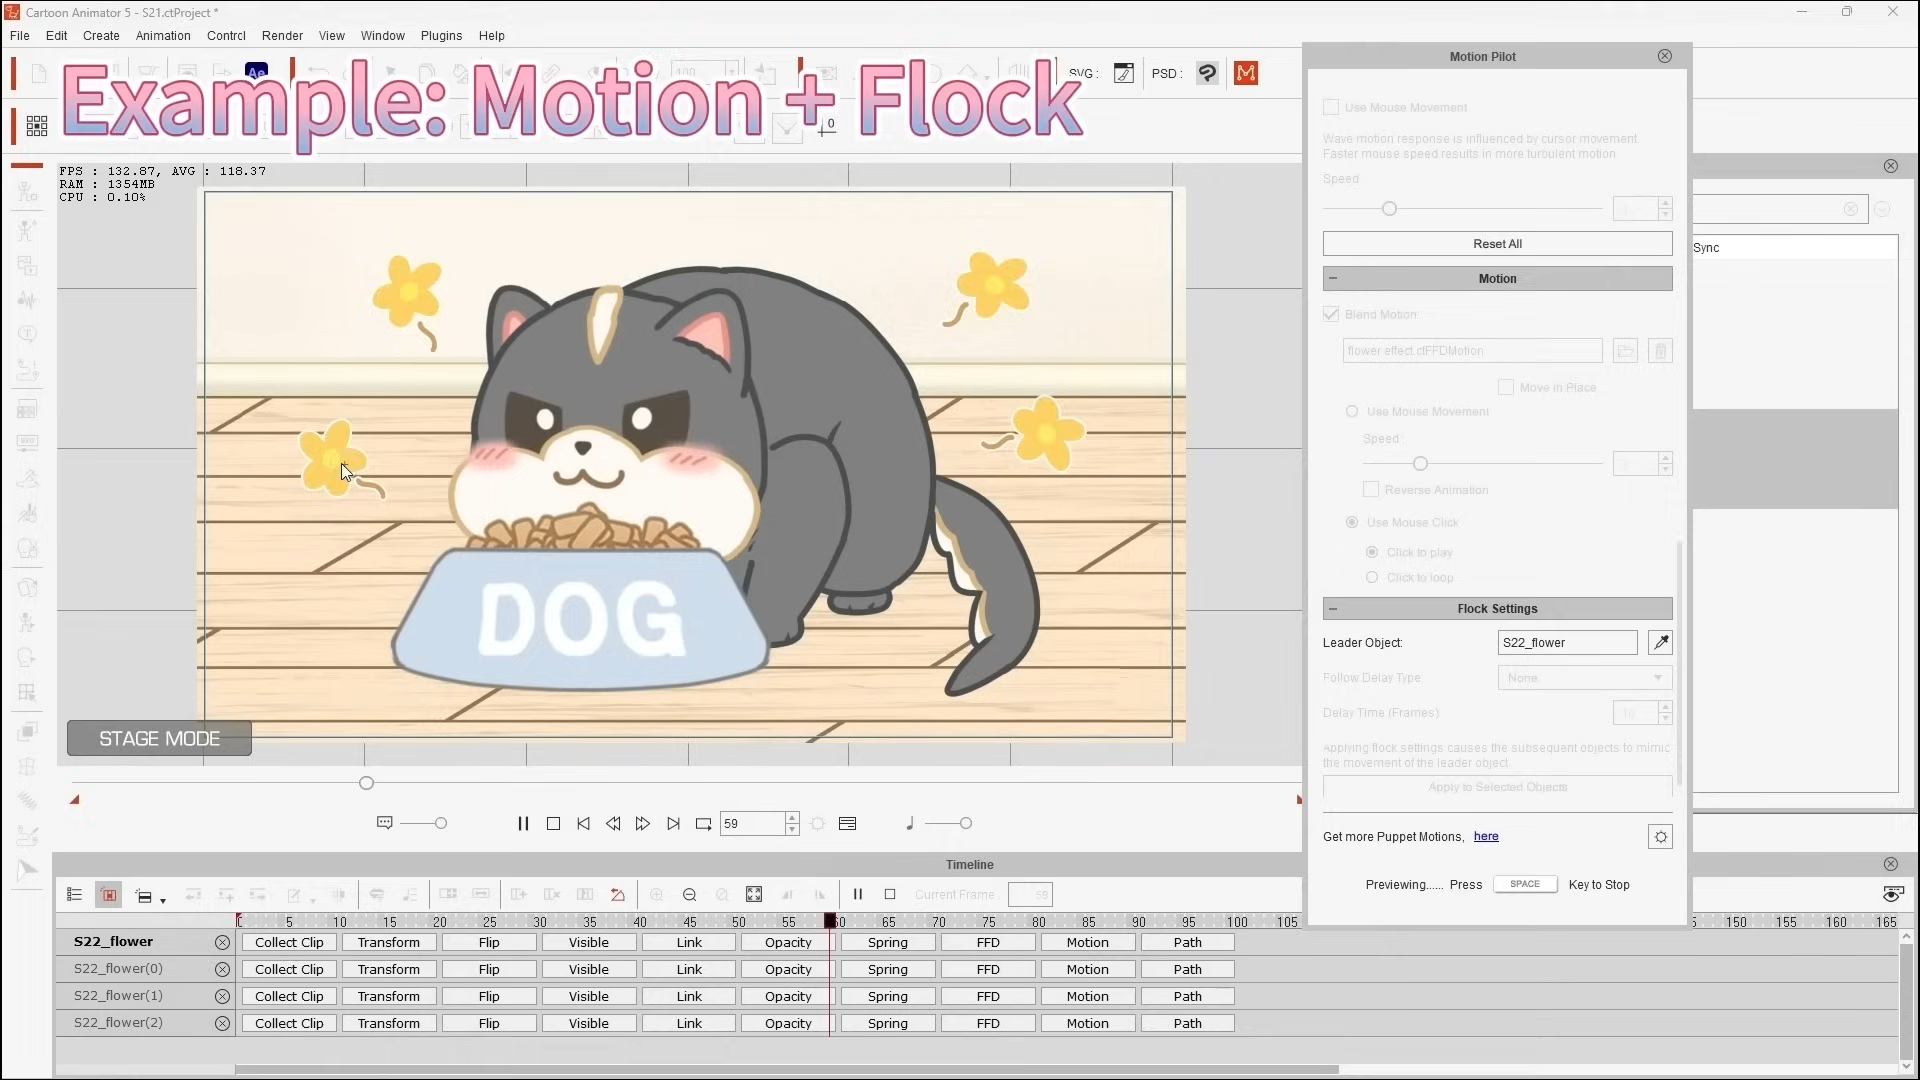 Cartoon Animator 5 - S21.ctProject *
File Edit Create Animation Control Render View Window Plugins Help
Ae
SVG :
PSD :
Example: Motion + Flock
0
FPS : 132.87, AVG : 118.37
RAM : 1354MB
CPU : 0.10%
DOG
STAGE MODE
59
Motion Pilot
Use Mouse Movement
Wave motion response is influenced by cursor movement.
Faster mouse speed results in more turbulent motion.
Speed
Reset All
Motion
Blend Motion
flower effect.ctFFDMotion
Move in Place
Use Mouse Movement
Speed :
Reverse Animation
Use Mouse Click
Click to play
Click to loop
Flock Settings
Leader Object: S22_flower
Follow Delay Type: None
Delay Time (Frames) 10
Applying flock settings causes the subsequent objects to mimic
the movement of the leader object.
Apply to Selected Objects
Get more Puppet Motions, here
Previewing...... Press SPACE Key to Stop
Sync
Timeline
Current Frame 59
5 10 15 20 25 30 35 40 45 50 55 60 65 70 75 80 85 90 95 100 105 150 155 160 165
S22_flower Collect Clip Transform Flip Visible Link Opacity Spring FFD Motion Path
S22_flower(0) Collect Clip Transform Flip Visible Link Opacity Spring FFD Motion Path
S22_flower(1) Collect Clip Transform Flip Visible Link Opacity Spring FFD Motion Path
S22_flower(2) Collect Clip Transform Flip Visible Link Opacity Spring FFD Motion Path